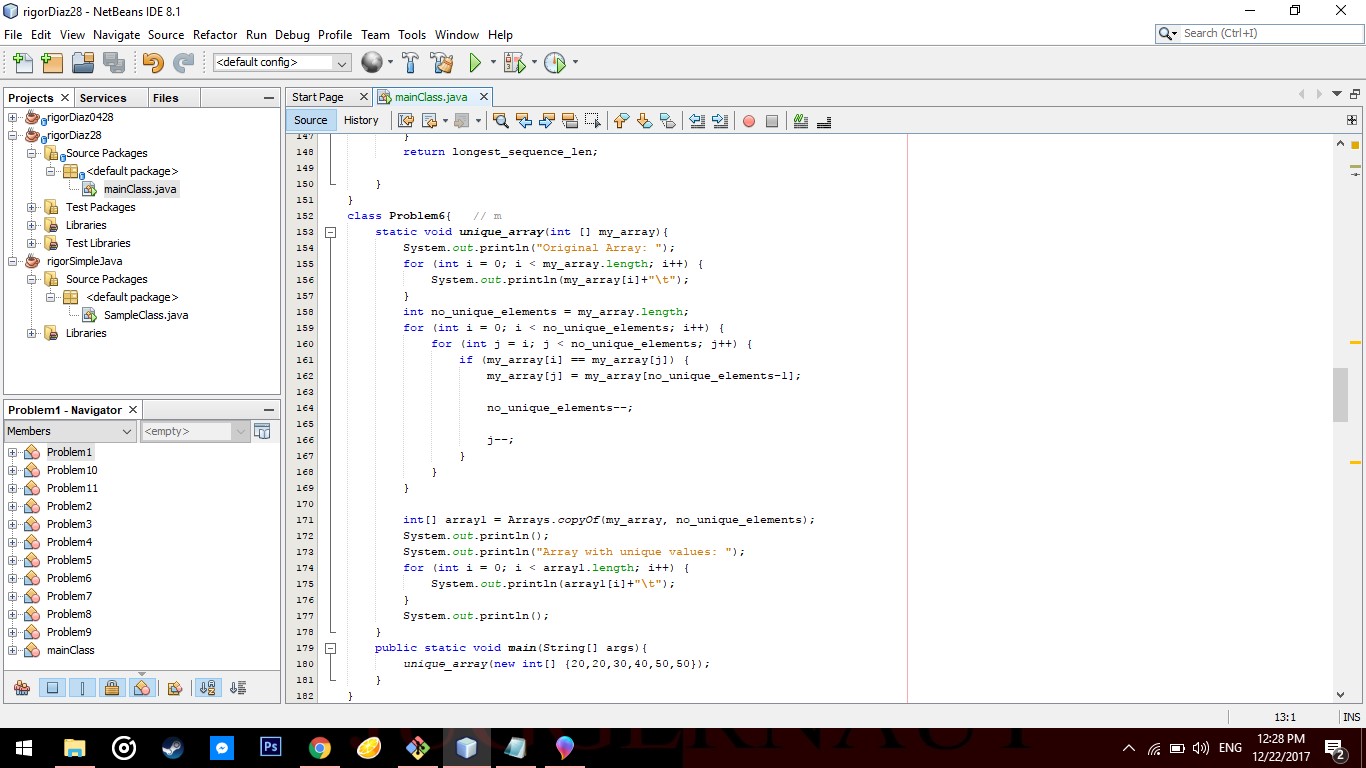 rigorDiaz28 - NetBeans IDE 8.1
File Edit View Navigate Source Refactor Run Debug Profile Team Tools Window Help
Search (Ctrl+I)
<default config>
Projects Services Files
rigorDiaz0428
rigorDiaz28
Source Packages
<default package>
mainClass.java
Test Packages
Libraries
Test Libraries
rigorSimpleJava
Source Packages
<default package>
SampleClass.java
Libraries
Problem1 - Navigator
Members <empty>
Problem1
Problem10
Problem11
Problem2
Problem3
Problem4
Problem5
Problem6
Problem7
Problem8
Problem9
mainClass
Start Page mainClass.java
Source History
147 }
148 return longest_sequence_len;
149
150 }
151 }
152 class Problem6{ // m
153 static void unique_array(int [] my_array){
154 System.out.println("Original Array: ");
155 for (int i = 0; i < my_array.length; i++) {
156 System.out.println(my_array[i]+"\t");
157 }
158 int no_unique_elements = my_array.length;
159 for (int i = 0; i < no_unique_elements; i++) {
160 for (int j = i; j < no_unique_elements; j++) {
161 if (my_array[i] == my_array[j]) {
162 my_array[j] = my_array[no_unique_elements-1];
163
164 no_unique_elements--;
165
166 j--;
167 }
168 }
169 }
170
171 int[] array1 = Arrays.copyOf(my_array, no_unique_elements);
172 System.out.println();
173 System.out.println("Array with unique values: ");
174 for (int i = 0; i < array1.length; i++) {
175 System.out.println(array1[i]+"\t");
176 }
177 System.out.println();
178 }
179 public static void main(String[] args){
180 unique_array(new int[] {20,20,30,40,50,50});
181 }
182 }
13:1 INS
Ps
ENG
12:28 PM
12/22/2017
2